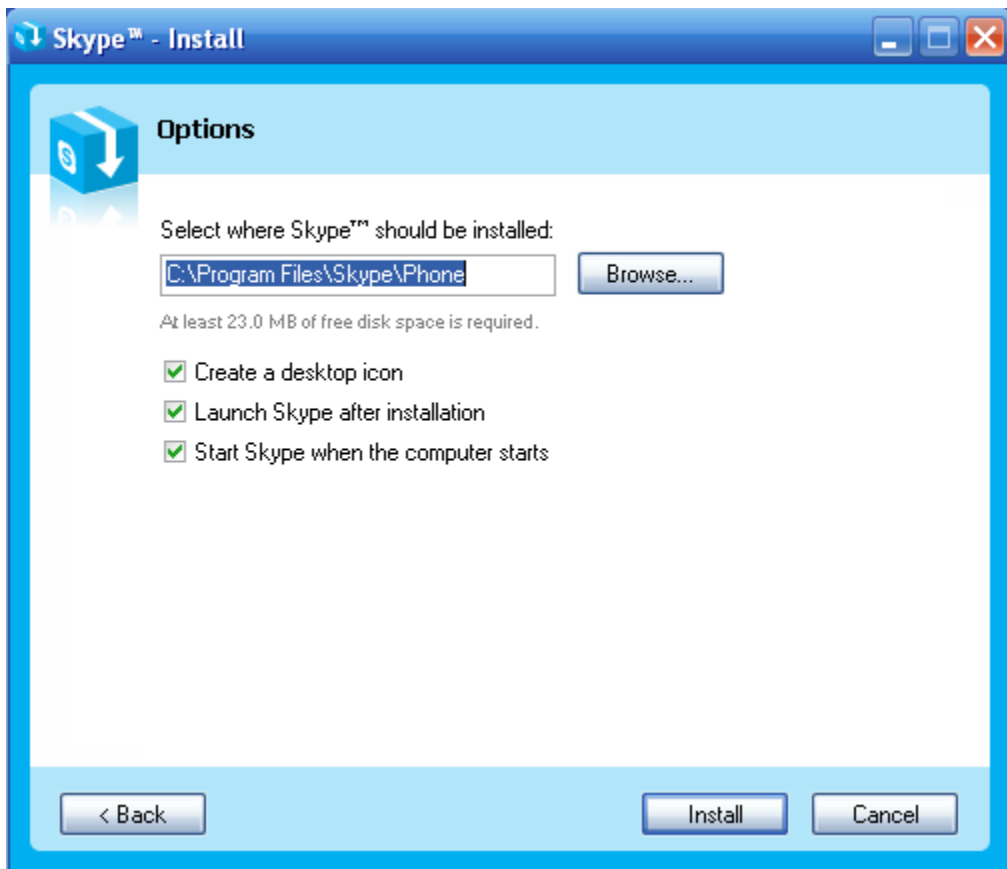 Skype™ - Install
Options
Select where Skype™ should be installed:
C:\Program Files\Skype\Phone
Browse...
At least 23.0 MB of free disk space is required.
Create a desktop icon
Launch Skype after installation
Start Skype when the computer starts
< Back
Install
Cancel